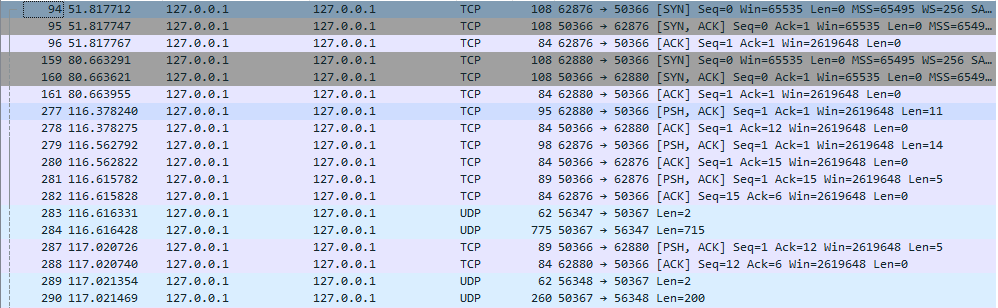 94 51.817712 127.0.0.1 127.0.0.1 TCP 108 62876 → 50366 [SYN] Seq=0 Win=65535 Len=0 MSS=65495 WS=256 SA…
95 51.817747 127.0.0.1 127.0.0.1 TCP 108 50366 → 62876 [SYN, ACK] Seq=0 Ack=1 Win=65535 Len=0 MSS=6549…
96 51.817767 127.0.0.1 127.0.0.1 TCP 84 62876 → 50366 [ACK] Seq=1 Ack=1 Win=2619648 Len=0
159 80.663291 127.0.0.1 127.0.0.1 TCP 108 62880 → 50366 [SYN] Seq=0 Win=65535 Len=0 MSS=65495 WS=256 SA…
160 80.663621 127.0.0.1 127.0.0.1 TCP 108 50366 → 62880 [SYN, ACK] Seq=0 Ack=1 Win=65535 Len=0 MSS=6549…
161 80.663955 127.0.0.1 127.0.0.1 TCP 84 62880 → 50366 [ACK] Seq=1 Ack=1 Win=2619648 Len=0
277 116.378240 127.0.0.1 127.0.0.1 TCP 95 62880 → 50366 [PSH, ACK] Seq=1 Ack=1 Win=2619648 Len=11
278 116.378275 127.0.0.1 127.0.0.1 TCP 84 50366 → 62880 [ACK] Seq=1 Ack=12 Win=2619648 Len=0
279 116.562792 127.0.0.1 127.0.0.1 TCP 98 62876 → 50366 [PSH, ACK] Seq=1 Ack=1 Win=2619648 Len=14
280 116.562822 127.0.0.1 127.0.0.1 TCP 84 50366 → 62876 [ACK] Seq=1 Ack=15 Win=2619648 Len=0
281 116.615782 127.0.0.1 127.0.0.1 TCP 89 50366 → 62876 [PSH, ACK] Seq=1 Ack=15 Win=2619648 Len=5
282 116.615828 127.0.0.1 127.0.0.1 TCP 84 62876 → 50366 [ACK] Seq=15 Ack=6 Win=2619648 Len=0
283 116.616331 127.0.0.1 127.0.0.1 UDP 62 56347 → 50367 Len=2
284 116.616428 127.0.0.1 127.0.0.1 UDP 775 50367 → 56347 Len=715
287 117.020726 127.0.0.1 127.0.0.1 TCP 89 50366 → 62880 [PSH, ACK] Seq=1 Ack=12 Win=2619648 Len=5
288 117.020740 127.0.0.1 127.0.0.1 TCP 84 62880 → 50366 [ACK] Seq=12 Ack=6 Win=2619648 Len=0
289 117.021354 127.0.0.1 127.0.0.1 UDP 62 56348 → 50367 Len=2
290 117.021469 127.0.0.1 127.0.0.1 UDP 260 50367 → 56348 Len=200